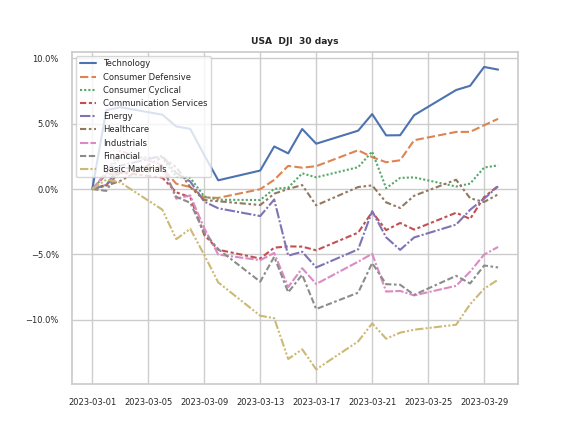 USA DJI 30 days
10.0%
5.0%
0.0%
−5.0%
−10.0%
Technology
Consumer Defensive
Consumer Cyclical
Communication Services
Energy
Healthcare
Industrials
Financial
Basic Materials
2023-03-01 2023-03-05 2023-03-09 2023-03-13 2023-03-17 2023-03-21 2023-03-25 2023-03-29